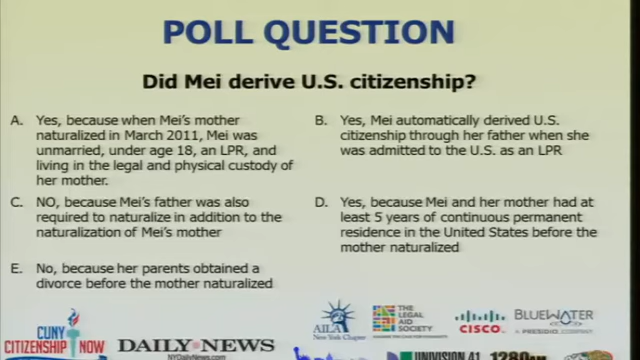 POLL QUESTION
Did Mei derive U.S. citizenship?
A. Yes, because when Mei's mother
naturalized in March 2011, Mei was
unmarried, under age 18, an LPR, and
living in the legal and physical custody of
her mother.
B. Yes, Mei automatically derived U.S.
citizenship through her father when she
was admitted to the U.S. as an LPR
C. NO, because Mei's father was also
required to naturalize in addition to the
naturalization of Mei's mother
D. Yes, because Mei and her mother had at
least 5 years of continuous permanent
residence in the United States before the
mother naturalized
E. No, because her parents obtained a
divorce before the mother naturalized
CUNY
CITIZENSHIP NOW
DAILY NEWS
NYDailyNews.com
AILA
New York Chapter
THE
LEGAL
AID
SOCIETY
CISCO
BLUEWATER
A PRESIDIO COMPANY
UNIVISION 41
1280